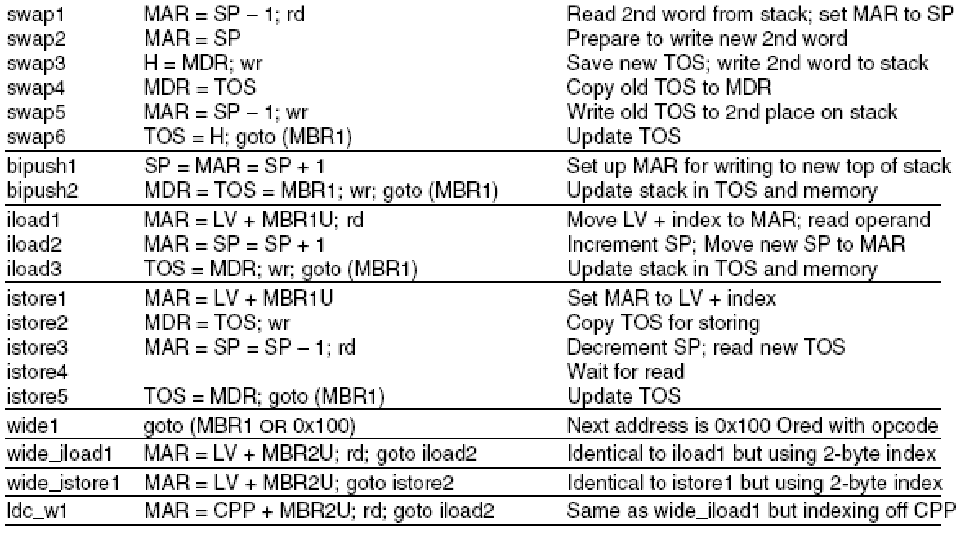 swap1 MAR = SP – 1; rd Read 2nd word from stack; set MAR to SP
swap2 MAR = SP Prepare to write new 2nd word
swap3 H = MDR; wr Save new TOS; write 2nd word to stack
swap4 MDR = TOS Copy old TOS to MDR
swap5 MAR = SP – 1; wr Write old TOS to 2nd place on stack
swap6 TOS = H; goto (MBR1) Update TOS
bipush1 SP = MAR = SP + 1 Set up MAR for writing to new top of stack
bipush2 MDR = TOS = MBR1; wr; goto (MBR1) Update stack in TOS and memory
iload1 MAR = LV + MBR1U; rd Move LV + index to MAR; read operand
iload2 MAR = SP = SP + 1 Increment SP; Move new SP to MAR
iload3 TOS = MDR; wr; goto (MBR1) Update stack in TOS and memory
istore1 MAR = LV + MBR1U Set MAR to LV + index
istore2 MDR = TOS; wr Copy TOS for storing
istore3 MAR = SP = SP – 1; rd Decrement SP; read new TOS
istore4 Wait for read
istore5 TOS = MDR; goto (MBR1) Update TOS
wide1 goto (MBR1 OR 0x100) Next address is 0x100 Ored with opcode
wide_iload1 MAR = LV + MBR2U; rd; goto iload2 Identical to iload1 but using 2-byte index
wide_istore1 MAR = LV + MBR2U; goto istore2 Identical to istore1 but using 2-byte index
ldc_w1 MAR = CPP + MBR2U; rd; goto iload2 Same as wide_iload1 but indexing off CPP